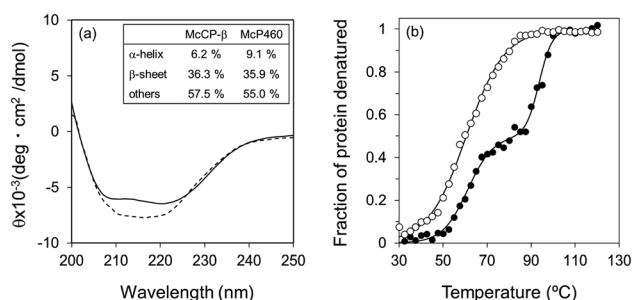 (a)
McCP-β McP460
α-helix 6.2 % 9.1 %
β-sheet 36.3 % 35.9 %
others 57.5 % 55.0 %
θx10⁻³(deg・cm² /dmol)
10
5
0
-5
-10
200 210 220 230 240 250
Wavelength (nm)
(b)
Fraction of protein denatured
1
0.8
0.6
0.4
0.2
0
30 50 70 90 110 130
Temperature (ºC)